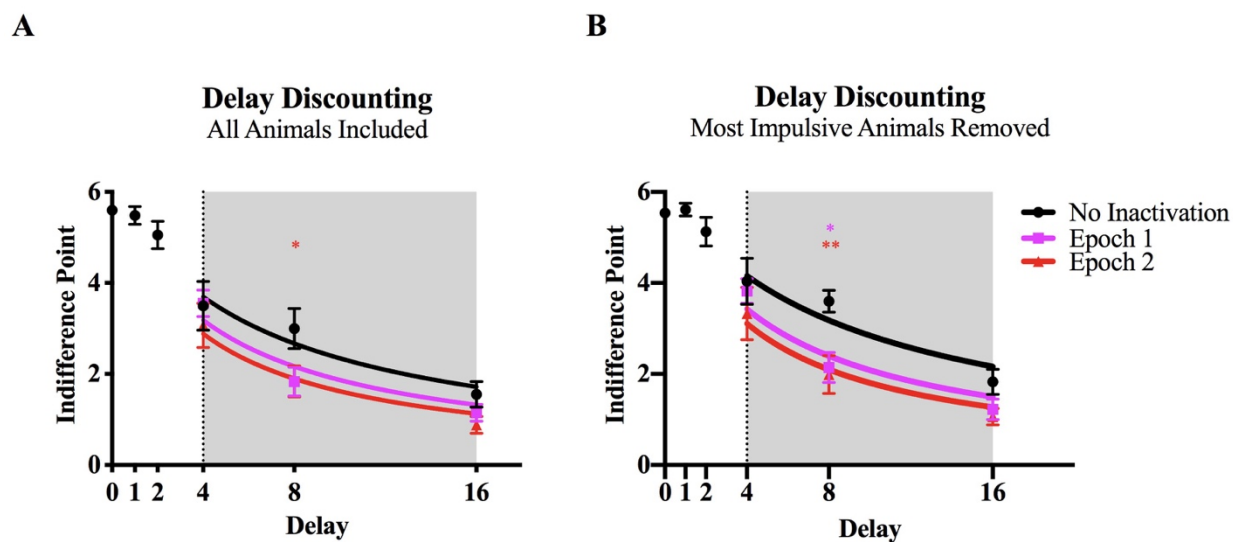 A
Delay Discounting
All Animals Included
Indifference Point
6
4
2
0
*
0 1 2 4 8 16
Delay
B
Delay Discounting
Most Impulsive Animals Removed
Indifference Point
6
4
2
0
*
**
0 1 2 4 8 16
Delay
No Inactivation
Epoch 1
Epoch 2